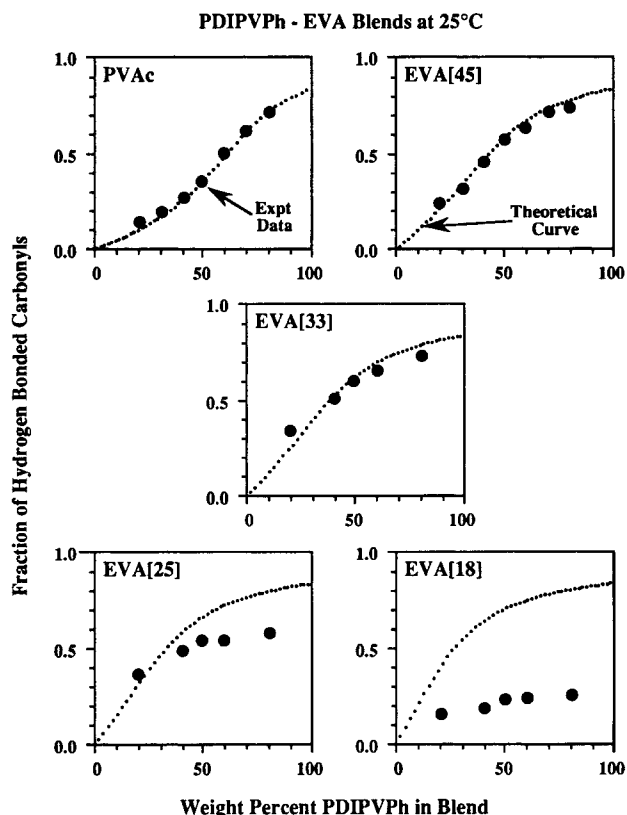 PDIPVPh - EVA Blends at 25°C
Fraction of Hydrogen Bonded Carbonyls
PVAc
1.0
0.5
0.0
0 50 100
Expt
Data
EVA[45]
1.0
0.5
0.0
0 50 100
Theoretical
Curve
EVA[33]
1.0
0.5
0.0
0 50 100
EVA[25]
1.0
0.5
0.0
0 50 100
EVA[18]
1.0
0.5
0.0
0 50 100
Weight Percent PDIPVPh in Blend